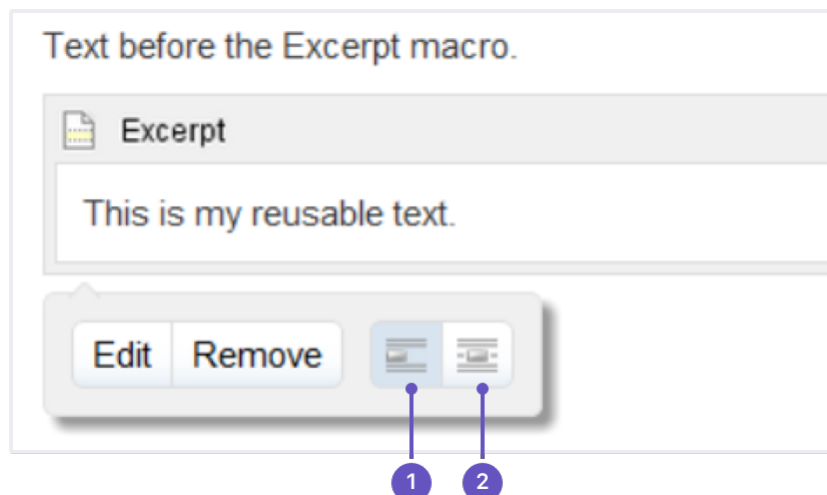 Text before the Excerpt macro.
Excerpt
This is my reusable text.
Edit Remove
1 2